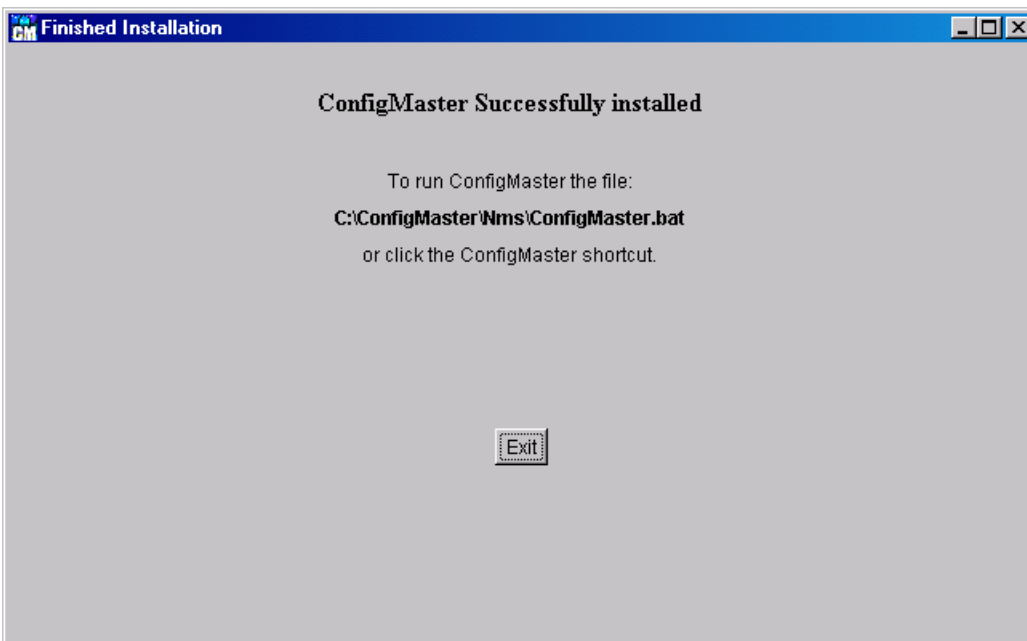 GM Finished Installation
ConfigMaster Successfully installed
To run ConfigMaster the file:
C:\ConfigMaster\Nms\ConfigMaster.bat
or click the ConfigMaster shortcut.
Exit